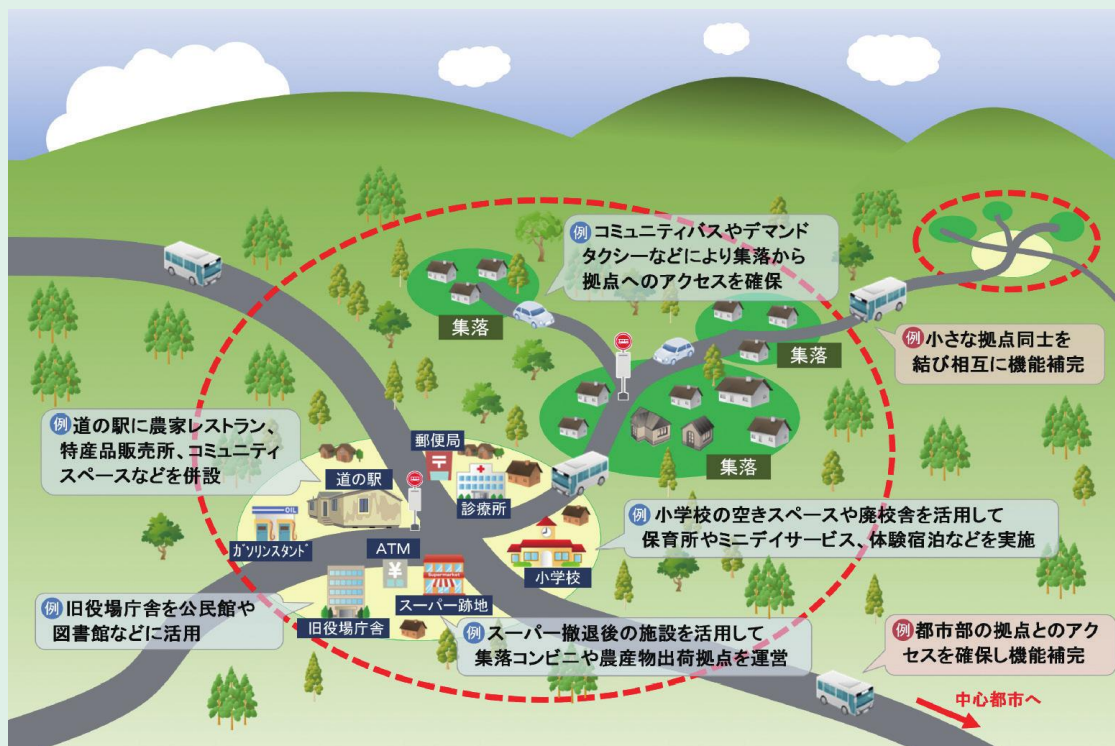 例 コミュニティバスやデマンド
タクシーなどにより集落から
拠点へのアクセスを確保
集落
集落
集落
例 小さな拠点同士を
結び相互に機能補完
例 道の駅に農家レストラン、
特産品販売所、コミュニティ
スペースなどを併設
郵便局
道の駅
診療所
OIL
ガソリンスタンド
ATM
¥
小学校
Supermarket
スーパー跡地
旧役場庁舎
例 小学校の空きスペースや廃校舎を活用して
保育所やミニデイサービス、体験宿泊などを実施
例 旧役場庁舎を公民館や
図書館などに活用
例 スーパー撤退後の施設を活用して
集落コンビニや農産物出荷拠点を運営
例 都市部の拠点とのアク
セスを確保し機能補完
中心都市へ